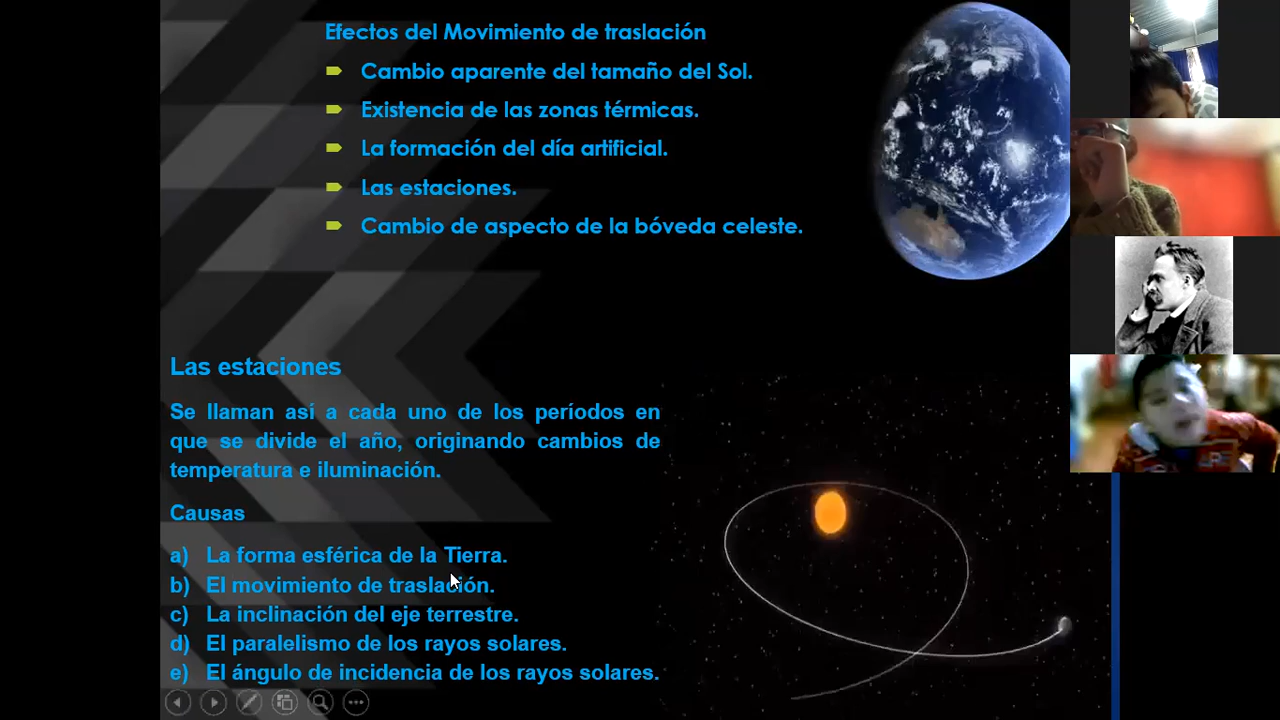 Efectos del Movimiento de traslación
Cambio aparente del tamaño del Sol.
Existencia de las zonas térmicas.
La formación del día artificial.
Las estaciones.
Cambio de aspecto de la bóveda celeste.
Las estaciones
Se llaman así a cada uno de los períodos en
que se divide el año, originando cambios de
temperatura e iluminación.
Causas
a) La forma esférica de la Tierra.
b) El movimiento de traslación.
c) La inclinación del eje terrestre.
d) El paralelismo de los rayos solares.
e) El ángulo de incidencia de los rayos solares.